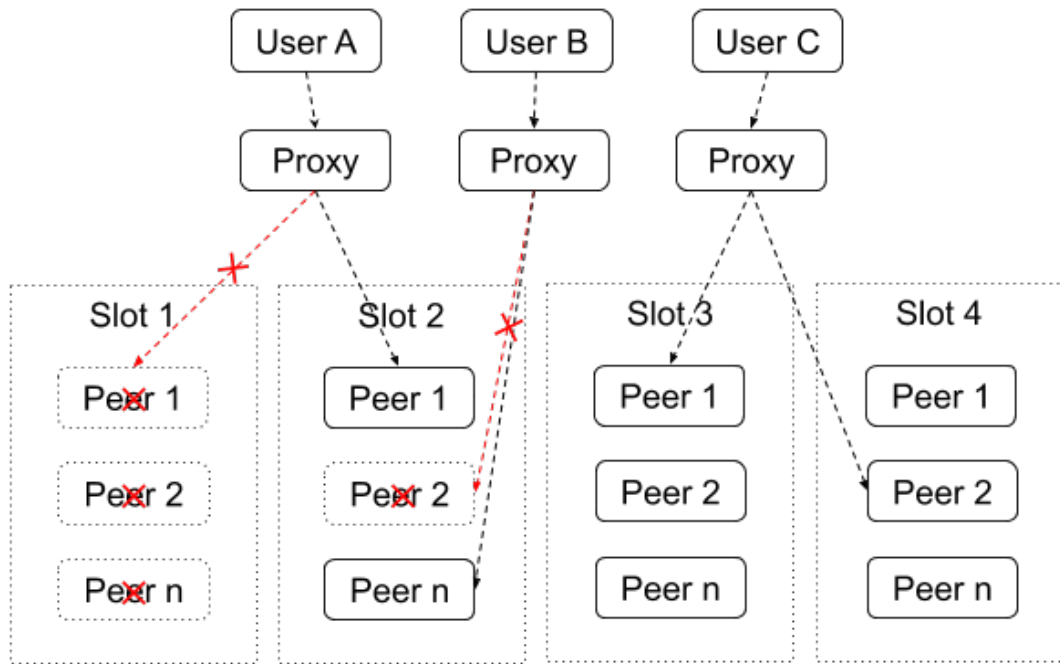 User A
User B
User C
Proxy
Proxy
Proxy
Slot 1
Slot 2
Slot 3
Slot 4
Peer 1
Peer 1
Peer 1
Peer 1
Peer 2
Peer 2
Peer 2
Peer 2
Peer n
Peer n
Peer n
Peer n